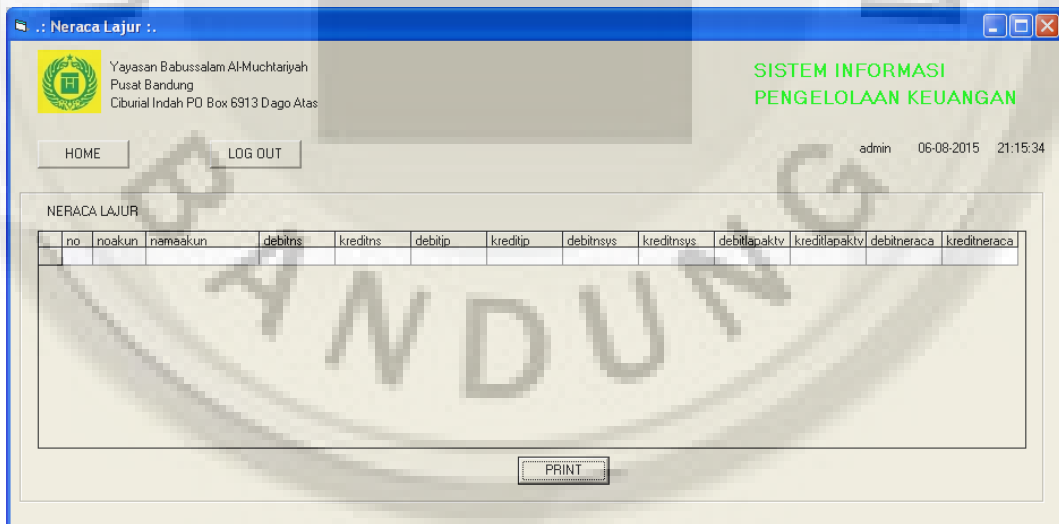 .: Neraca Lajur :.
Yayasan Babussalam Al-Muchtariyah
Pusat Bandung
Ciburial Indah PO Box 6913 Dago Atas
SISTEM INFORMASI
PENGELOLAAN KEUANGAN
HOME LOG OUT
admin 06-08-2015 21:15:34
NERACA LAJUR
no noakun namaakun debitns kreditns debitjp kreditjp debitnsys kreditnsys debitlapaktv kreditlapaktv debitneraca kreditneraca
PRINT
BANDUNG